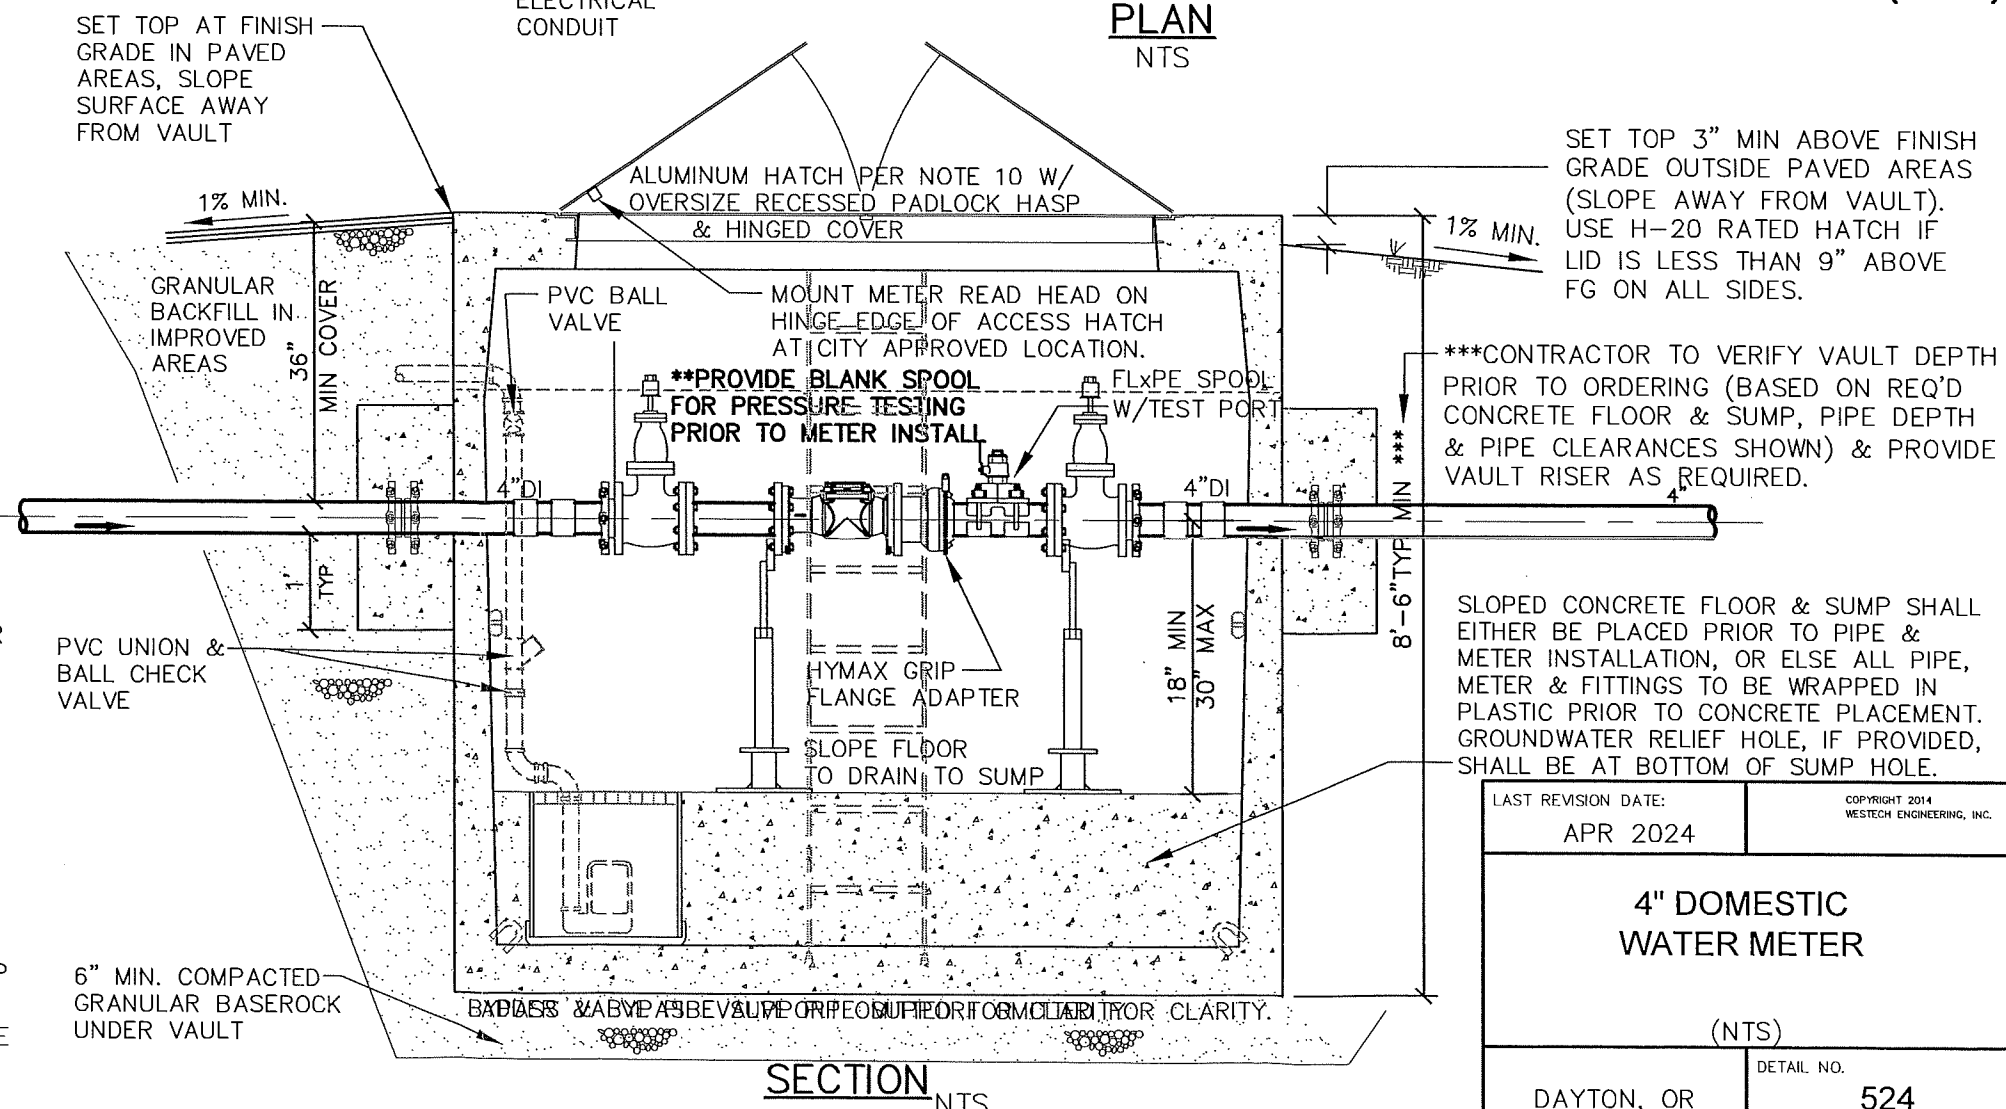 ELECTRICAL
CONDUIT
PLAN
NTS
SET TOP AT FINISH
GRADE IN PAVED
AREAS, SLOPE
SURFACE AWAY
FROM VAULT
1% MIN.
ALUMINUM HATCH PER NOTE 10 W/
OVERSIZE RECESSED PADLOCK HASP
& HINGED COVER
SET TOP 3" MIN ABOVE FINISH
GRADE OUTSIDE PAVED AREAS
(SLOPE AWAY FROM VAULT).
USE H-20 RATED HATCH IF
LID IS LESS THAN 9" ABOVE
FG ON ALL SIDES.
1% MIN.
GRANULAR
BACKFILL IN
IMPROVED
AREAS
36"
MIN COVER
PVC BALL
VALVE
MOUNT METER READ HEAD ON
HINGE EDGE OF ACCESS HATCH
AT CITY APPROVED LOCATION.
**PROVIDE BLANK SPOOL
FOR PRESSURE TESTING
PRIOR TO METER INSTALL
FLxPE SPOOL
W/TEST PORT
***CONTRACTOR TO VERIFY VAULT DEPTH
PRIOR TO ORDERING (BASED ON REQ'D
CONCRETE FLOOR & SUMP, PIPE DEPTH
& PIPE CLEARANCES SHOWN) & PROVIDE
VAULT RISER AS REQUIRED.
4"DI
4"DI
4"
8'-6"TYP MIN ***
1'
TYP
PVC UNION &
BALL CHECK
VALVE
HYMAX GRIP
FLANGE ADAPTER
18" MIN
30" MAX
SLOPE FLOOR
TO DRAIN TO SUMP
SLOPED CONCRETE FLOOR & SUMP SHALL
EITHER BE PLACED PRIOR TO PIPE &
METER INSTALLATION, OR ELSE ALL PIPE,
METER & FITTINGS TO BE WRAPPED IN
PLASTIC PRIOR TO CONCRETE PLACEMENT.
GROUNDWATER RELIEF HOLE, IF PROVIDED,
SHALL BE AT BOTTOM OF SUMP HOLE.
6" MIN. COMPACTED
GRANULAR BASEROCK
UNDER VAULT
FOR CLARITY.
SECTION
NTS
LAST REVISION DATE:
APR 2024
COPYRIGHT 2014
WESTECH ENGINEERING, INC.
4" DOMESTIC
WATER METER
(NTS)
DAYTON, OR
DETAIL NO.
524